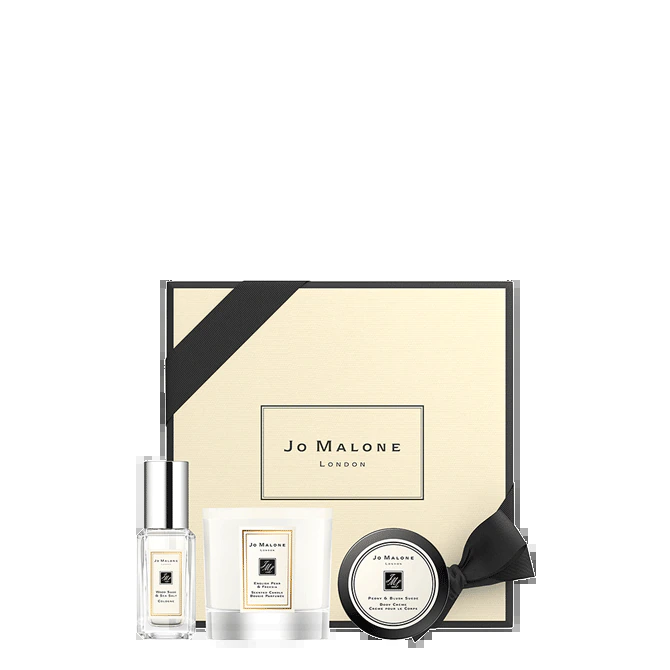 JO MALONE
LONDON
JO MALONE
LONDON
WOOD SAGE
& SEA SALT
COLOGNE
JO MALONE
LONDON
ENGLISH PEAR
& FREESIA
SCENTED CANDLE
BOUGIE PARFUMÉE
JO MALONE
LONDON
PEONY & BLUSH SUEDE
BODY CRÈME
CRÈME POUR LE CORPS